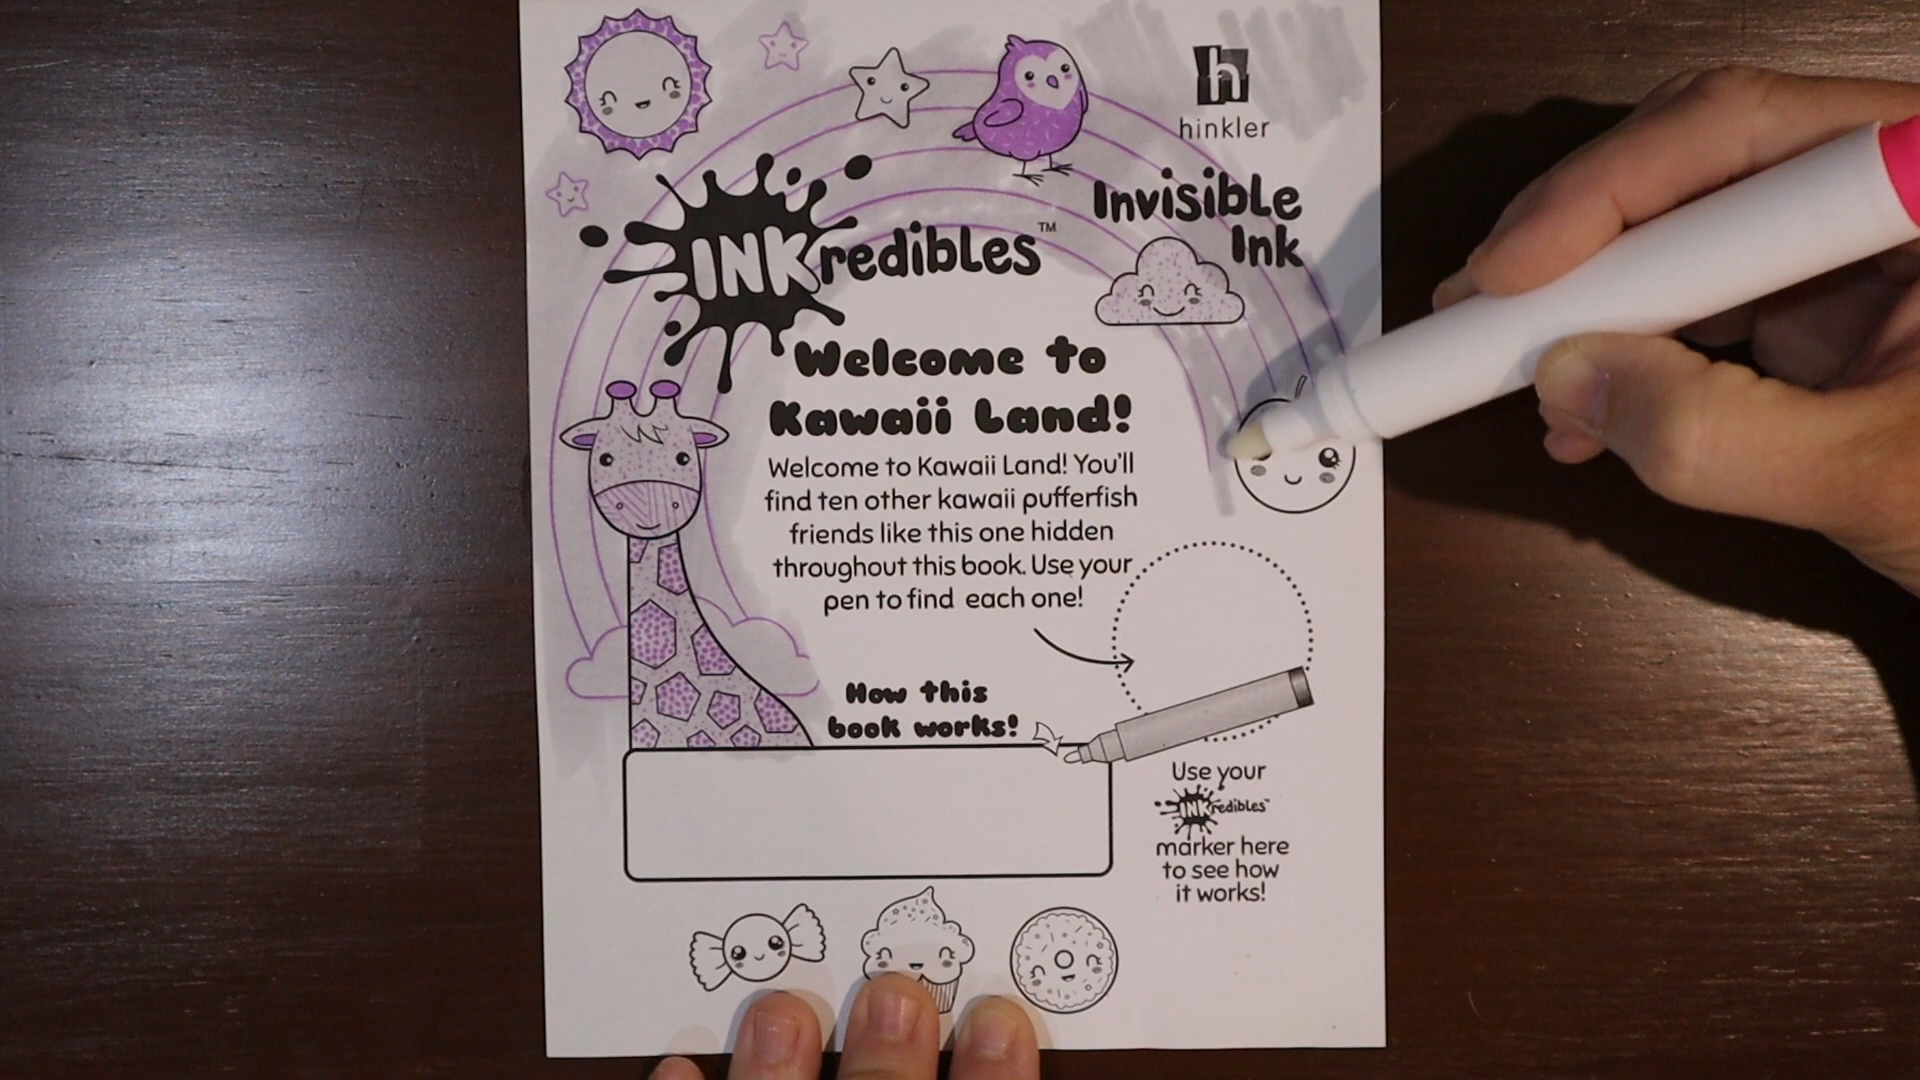 h
hinkler
Invisible
Ink
INKredibles™
Welcome to
Kawaii Land!
Welcome to Kawaii Land! You'll
find ten other kawaii pufferfish
friends like this one hidden
throughout this book. Use your
pen to find each one!
How this
book works!
Use your
INKredibles™
marker here
to see how
it works!